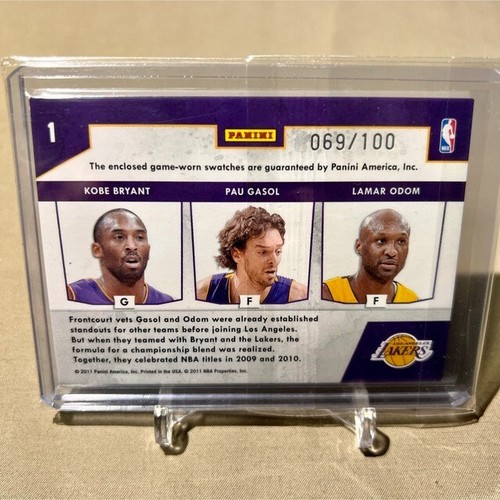 1
PANINI
069/100
NBA
The enclosed game-worn swatches are guaranteed by Panini America, Inc.
KOBE BRYANT
PAU GASOL
LAMAR ODOM
G
F
F
Frontcourt vets Gasol and Odom were already established
standouts for other teams before joining Los Angeles.
But when they teamed with Bryant and the Lakers, the
formula for a championship blend was realized.
Together, they celebrated NBA titles in 2009 and 2010.
LOS ANGELES
LAKERS
© 2011 Panini America, Inc. Printed in the USA. © 2011 NBA Properties, Inc.